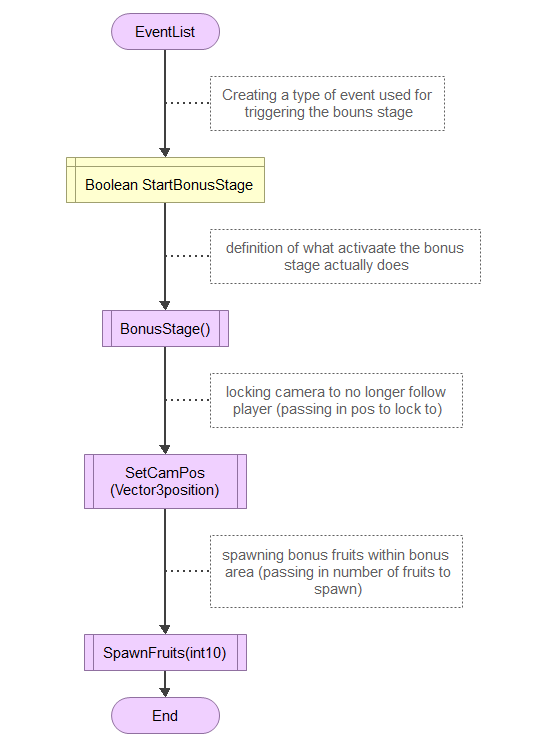 EventList
Creating a type of event used for
triggering the bouns stage
Boolean StartBonusStage
definition of what activaate the bonus
stage actually does
BonusStage()
locking camera to no longer follow
player (passing in pos to lock to)
SetCamPos
(Vector3position)
spawning bonus fruits within bonus
area (passing in number of fruits to
spawn)
SpawnFruits(int10)
End